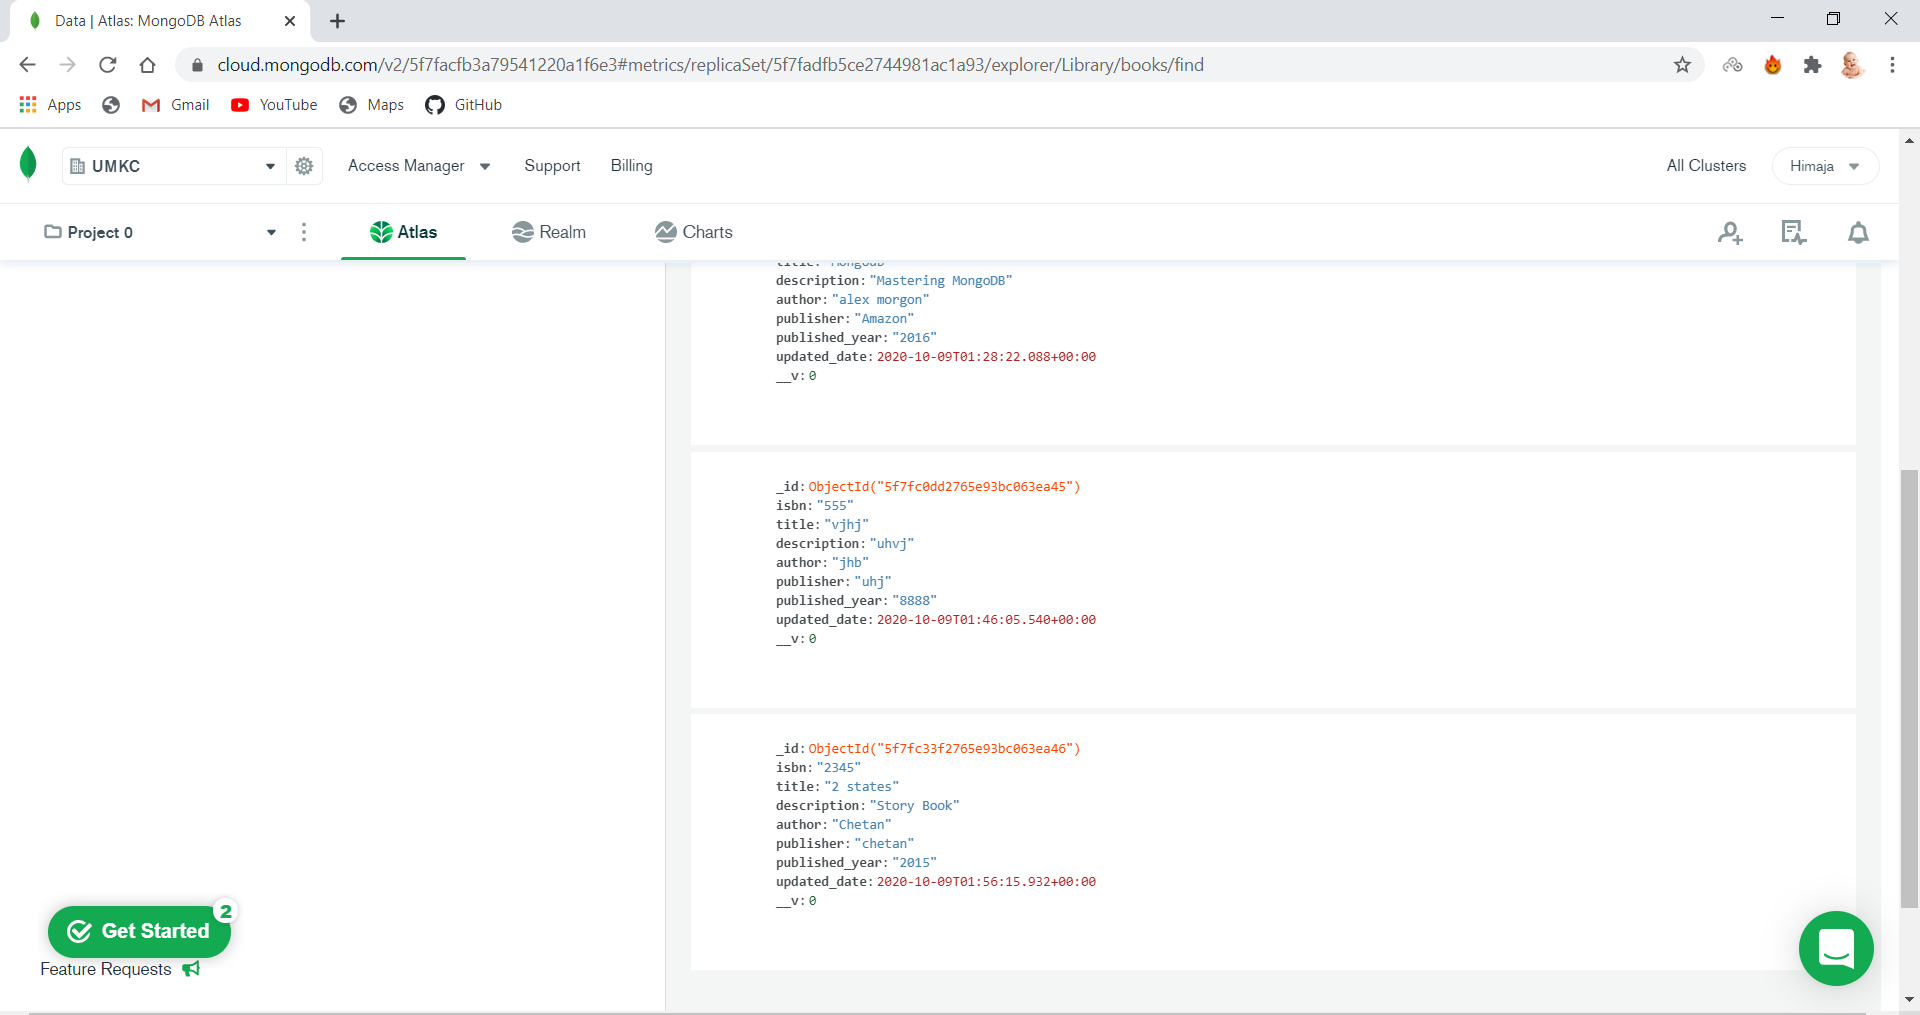 Data | Atlas: MongoDB Atlas
cloud.mongodb.com/v2/5f7facfb3a79541220a1f6e3#metrics/replicaSet/5f7fadfb5ce2744981ac1a93/explorer/Library/books/find
Apps Gmail YouTube Maps GitHub
UMKC Access Manager Support Billing All Clusters Himaja
Project 0 Atlas Realm Charts
title: "Mongodb"
description: "Mastering MongoDB"
author: "alex morgon"
publisher: "Amazon"
published_year: "2016"
updated_date: 2020-10-09T01:28:22.088+00:00
__v: 0
_id: ObjectId("5f7fc0dd2765e93bc063ea45")
isbn: "555"
title: "vjhj"
description: "uhvj"
author: "jhb"
publisher: "uhj"
published_year: "8888"
updated_date: 2020-10-09T01:46:05.540+00:00
__v: 0
_id: ObjectId("5f7fc33f2765e93bc063ea46")
isbn: "2345"
title: "2 states"
description: "Story Book"
author: "Chetan"
publisher: "chetan"
published_year: "2015"
updated_date: 2020-10-09T01:56:15.932+00:00
__v: 0
2
Get Started
Feature Requests